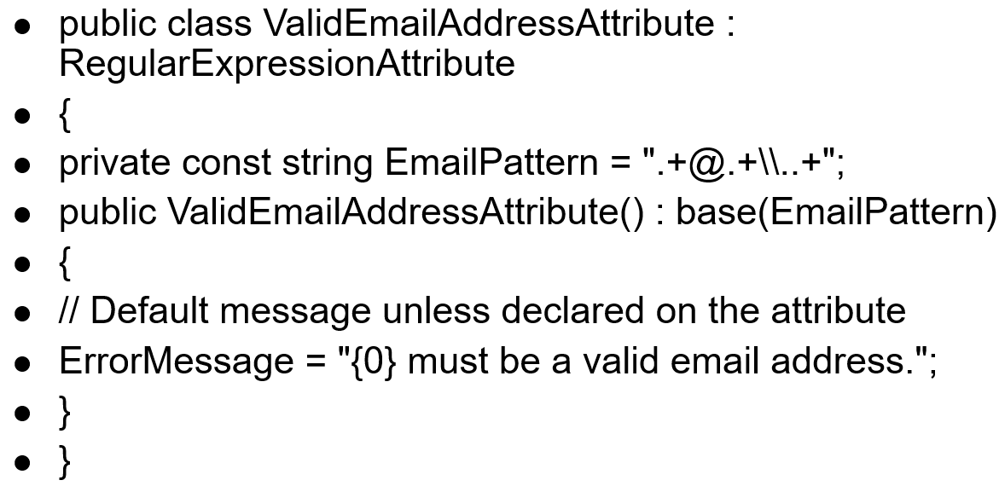 ● public class ValidEmailAddressAttribute :
RegularExpressionAttribute
● {
● private const string EmailPattern = ".+@.+\\..+";
● public ValidEmailAddressAttribute() : base(EmailPattern)
● {
● // Default message unless declared on the attribute
● ErrorMessage = "{0} must be a valid email address.";
● }
● }